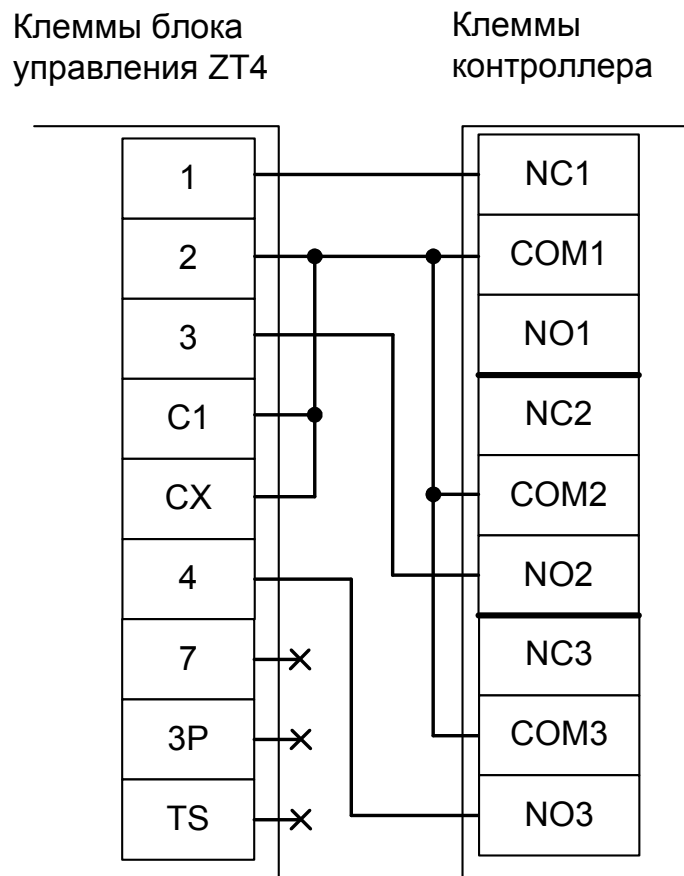 Клеммы блока
управления ZT4
Клеммы
контроллера
1
2
3
C1
CX
4
7
3P
TS
NC1
COM1
NO1
NC2
COM2
NO2
NC3
COM3
NO3